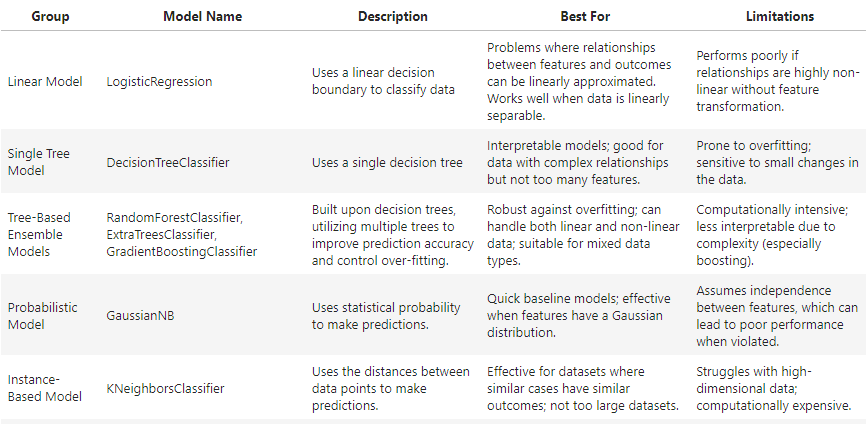 Group Model Name Description Best For Limitations
Linear Model
LogisticRegression
Uses a linear decision
boundary to classify data
Problems where relationships
between features and outcomes
can be linearly approximated.
Works well when data is linearly
separable.
Performs poorly if
relationships are highly non-
linear without feature
transformation.
Single Tree
Model
DecisionTreeClassifier
Uses a single decision tree
Interpretable models; good for
data with complex relationships
but not too many features.
Prone to overfitting;
sensitive to small changes in
the data.
Tree-Based
Ensemble
Models
RandomForestClassifier,
ExtraTreesClassifier,
GradientBoostingClassifier
Built upon decision trees,
utilizing multiple trees to
improve prediction accuracy
and control over-fitting.
Robust against overfitting; can
handle both linear and non-linear
data; suitable for mixed data
types.
Computationally intensive;
less interpretable due to
complexity (especially
boosting).
Probabilistic
Model
GaussianNB
Uses statistical probability
to make predictions.
Quick baseline models; effective
when features have a Gaussian
distribution.
Assumes independence
between features, which can
lead to poor performance
when violated.
Instance-
Based Model
KNeighborsClassifier
Uses the distances between
data points to make
predictions.
Effective for datasets where
similar cases have similar
outcomes; not too large datasets.
Struggles with high-
dimensional data;
computationally expensive.